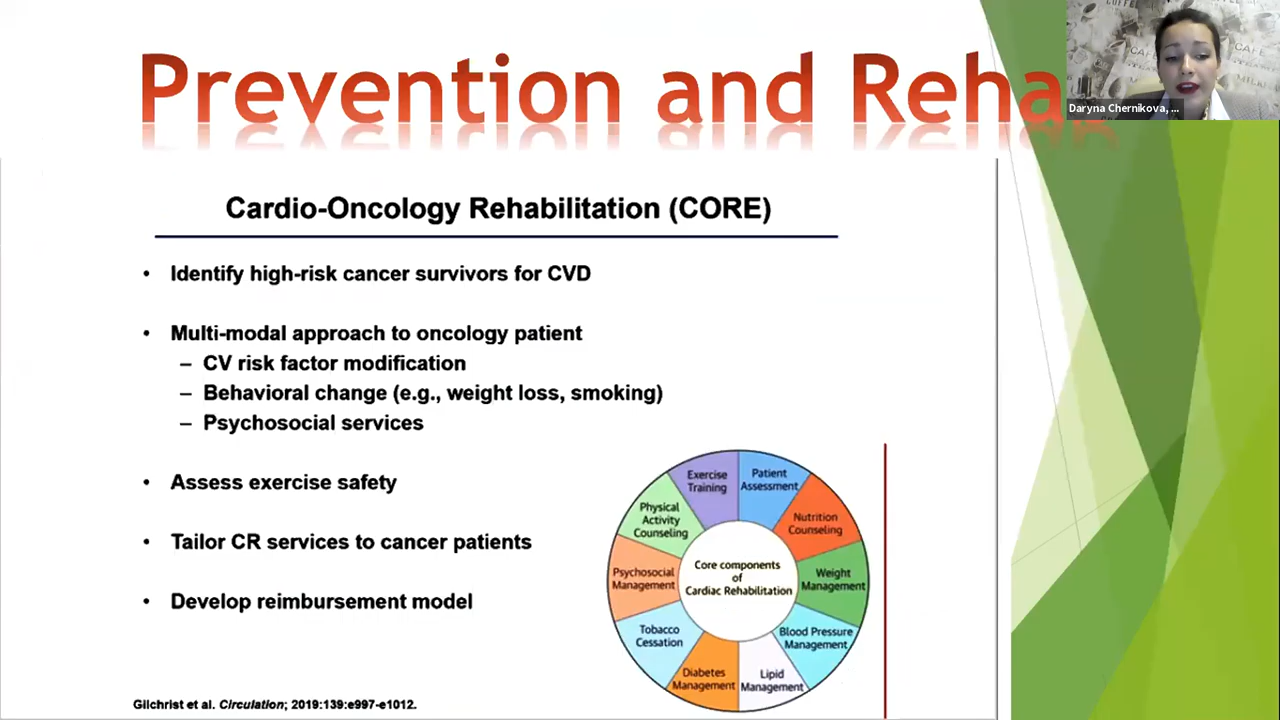 Prevention and Reha
Daryna Chernikova, ...
Cardio-Oncology Rehabilitation (CORE)
• Identify high-risk cancer survivors for CVD
• Multi-modal approach to oncology patient
– CV risk factor modification
– Behavioral change (e.g., weight loss, smoking)
– Psychosocial services
• Assess exercise safety
• Tailor CR services to cancer patients
• Develop reimbursement model
Exercise
Training
Patient
Assessment
Nutrition
Counseling
Weight
Management
Blood Pressure
Management
Lipid
Management
Diabetes
Management
Tobacco
Cessation
Psychosocial
Management
Physical
Activity
Counseling
Core components
of
Cardiac Rehabilitation
Gilchrist et al. Circulation; 2019:139:e997-e1012.